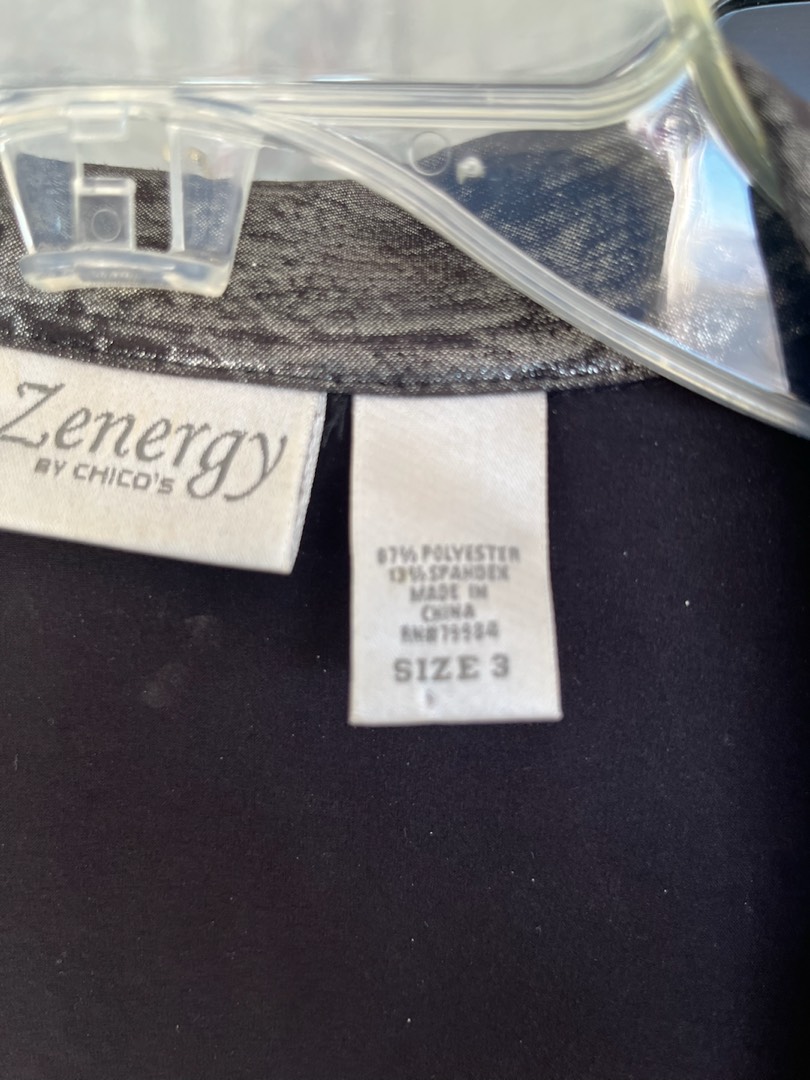 Zenergy
BY CHICO'S
87% POLYESTER
13% SPANDEX
MADE IN
CHINA
RN#79984
SIZE 3